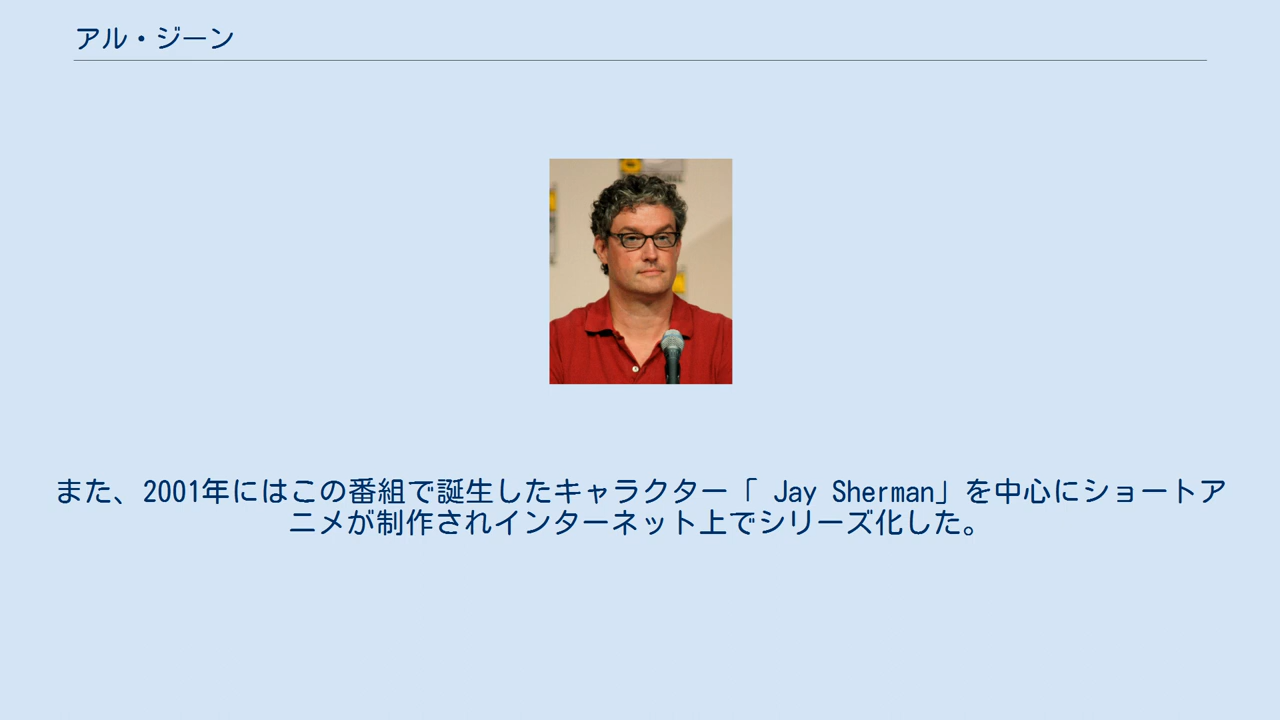 アル・ジーン
また、2001年にはこの番組で誕生したキャラクター「 Jay Sherman」を中心にショートア
ニメが制作されインターネット上でシリーズ化した。